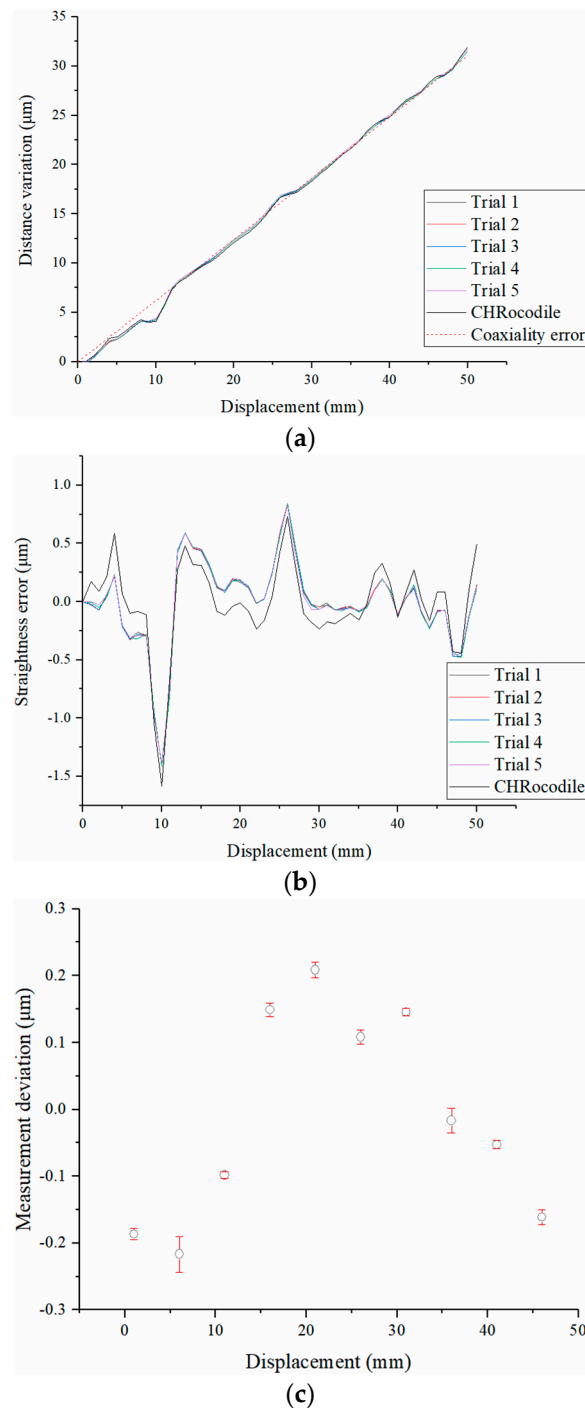 35
30
25
20
15
10
5
0
Distance variation (μm)
Trial 1
Trial 2
Trial 3
Trial 4
Trial 5
CHRocodile
Coaxiality error
0 10 20 30 40 50
Displacement (mm)
(a)
1.0
0.5
0.0
-0.5
-1.0
-1.5
Straightness error (μm)
Trial 1
Trial 2
Trial 3
Trial 4
Trial 5
CHRocodile
0 10 20 30 40 50
Displacement (mm)
(b)
0.3
0.2
0.1
0.0
-0.1
-0.2
-0.3
Measurement deviation (μm)
0 10 20 30 40 50
Displacement (mm)
(c)